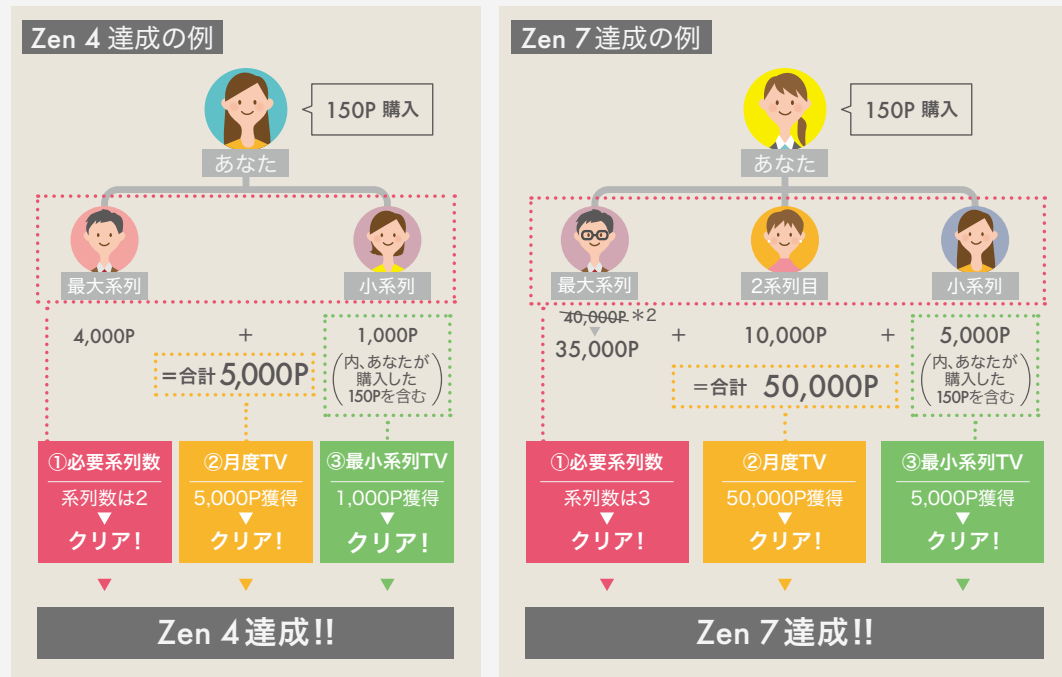 Zen 4 達成の例
150P 購入
あなた
最大系列
小系列
4,000P
+
1,000P
(内、あなたが
購入した
150Pを含む)
=合計 5,000P
①必要系列数
系列数は2
▼
クリア!
②月度TV
5,000P獲得
▼
クリア!
③最小系列TV
1,000P獲得
▼
クリア!
Zen 4達成!!
Zen 7 達成の例
150P 購入
あなた
最大系列
2系列目
小系列
40,000P *2
35,000P
+
10,000P
+
5,000P
(内、あなたが
購入した
150Pを含む)
=合計 50,000P
①必要系列数
系列数は3
▼
クリア!
②月度TV
50,000P獲得
▼
クリア!
③最小系列TV
5,000P獲得
▼
クリア!
Zen 7達成!!